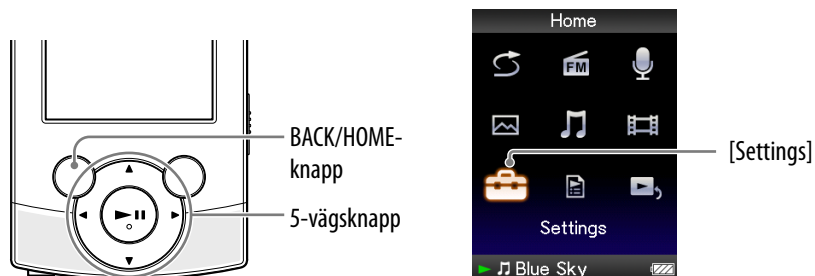 BACK/HOME-
knapp
5-vägsknapp
Home
FM
[Settings]
Settings
Blue Sky